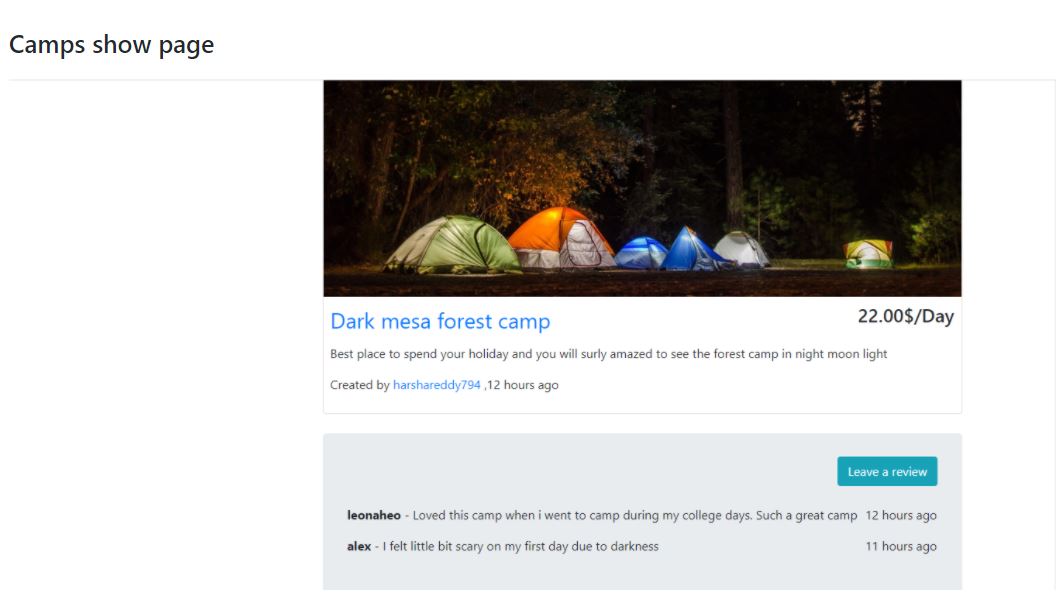 Camps show page
Dark mesa forest camp 22.00$/Day
Best place to spend your holiday and you will surly amazed to see the forest camp in night moon light
Created by harshareddy794 ,12 hours ago
Leave a review
leonaheo - Loved this camp when i went to camp during my college days. Such a great camp 12 hours ago
alex - I felt little bit scary on my first day due to darkness 11 hours ago